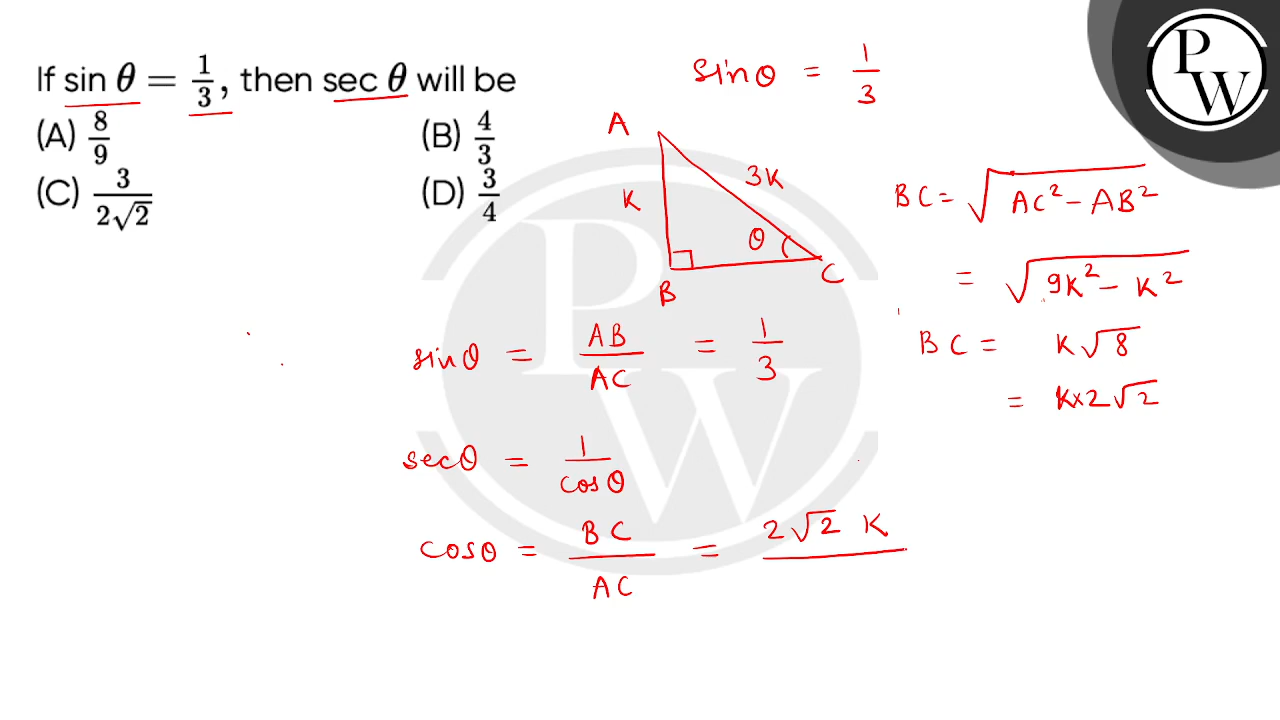 If sin θ = 1/3, then sec θ will be
(A) 8/9 (B) 4/3
(C) 3/2√2 (D) 3/4
sinθ = 1/3
A
K
3K
θ
B
C
BC = √AC² - AB²
= √9K² - K²
BC = K√8
= K×2√2
sinθ = AB/AC = 1/3
secθ = 1/cosθ
cosθ = BC/AC = 2√2 K
P
W
P
W